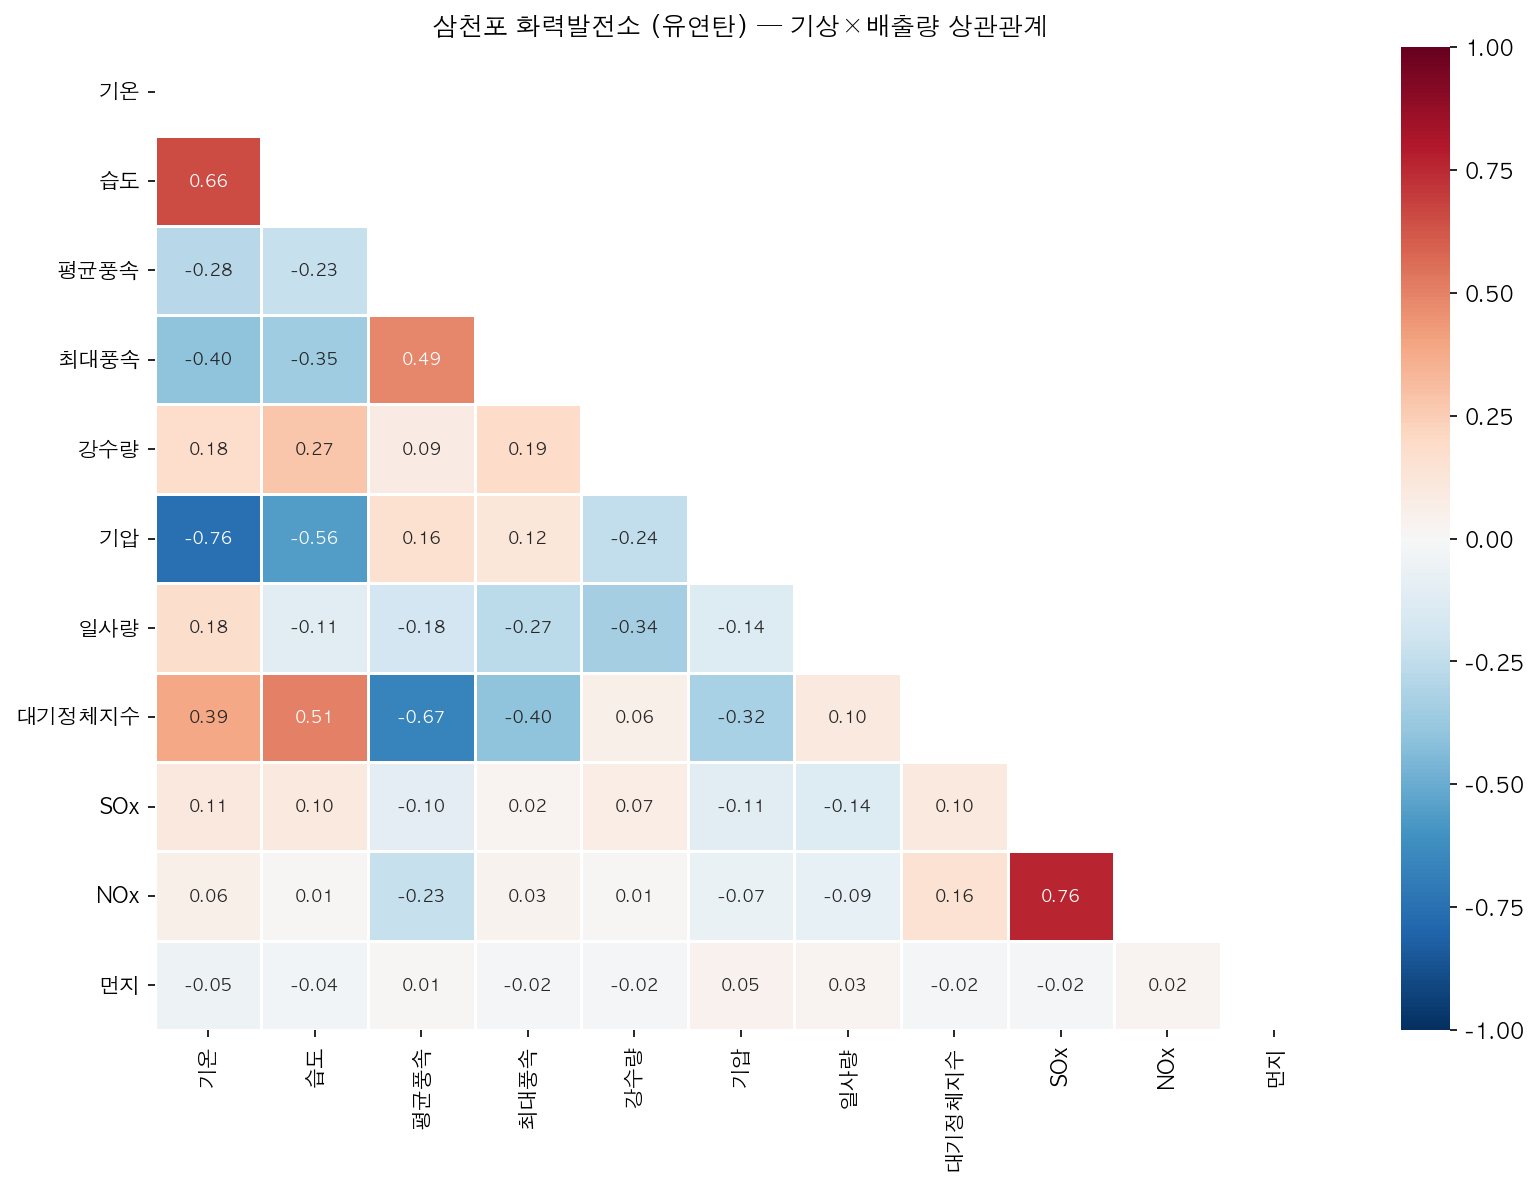 삼천포 화력발전소 (유연탄) — 기상×배출량 상관관계
기온
습도 0.66
평균풍속 -0.28 -0.23
최대풍속 -0.40 -0.35 0.49
강수량 0.18 0.27 0.09 0.19
기압 -0.76 -0.56 0.16 0.12 -0.24
일사량 0.18 -0.11 -0.18 -0.27 -0.34 -0.14
대기정체지수 0.39 0.51 -0.67 -0.40 0.06 -0.32 0.10
SOx 0.11 0.10 -0.10 0.02 0.07 -0.11 -0.14 0.10
NOx 0.06 0.01 -0.23 0.03 0.01 -0.07 -0.09 0.16 0.76
먼지 -0.05 -0.04 0.01 -0.02 -0.02 0.05 0.03 -0.02 -0.02 0.02
기온 습도 평균풍속 최대풍속 강수량 기압 일사량 대기정체지수 SOx NOx 먼지
1.00
0.75
0.50
0.25
0.00
-0.25
-0.50
-0.75
-1.00